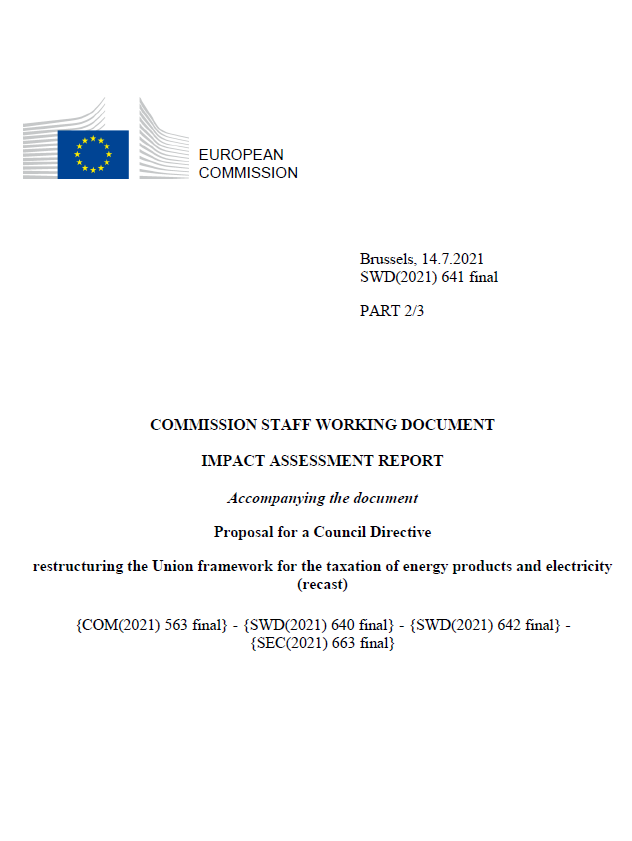 EUROPEAN
COMMISSION
Brussels, 14.7.2021
SWD(2021) 641 final
PART 2/3
COMMISSION STAFF WORKING DOCUMENT
IMPACT ASSESSMENT REPORT
Accompanying the document
Proposal for a Council Directive
restructuring the Union framework for the taxation of energy products and electricity
(recast)
{COM(2021) 563 final} - {SWD(2021) 640 final} - {SWD(2021) 642 final} -
{SEC(2021) 663 final}